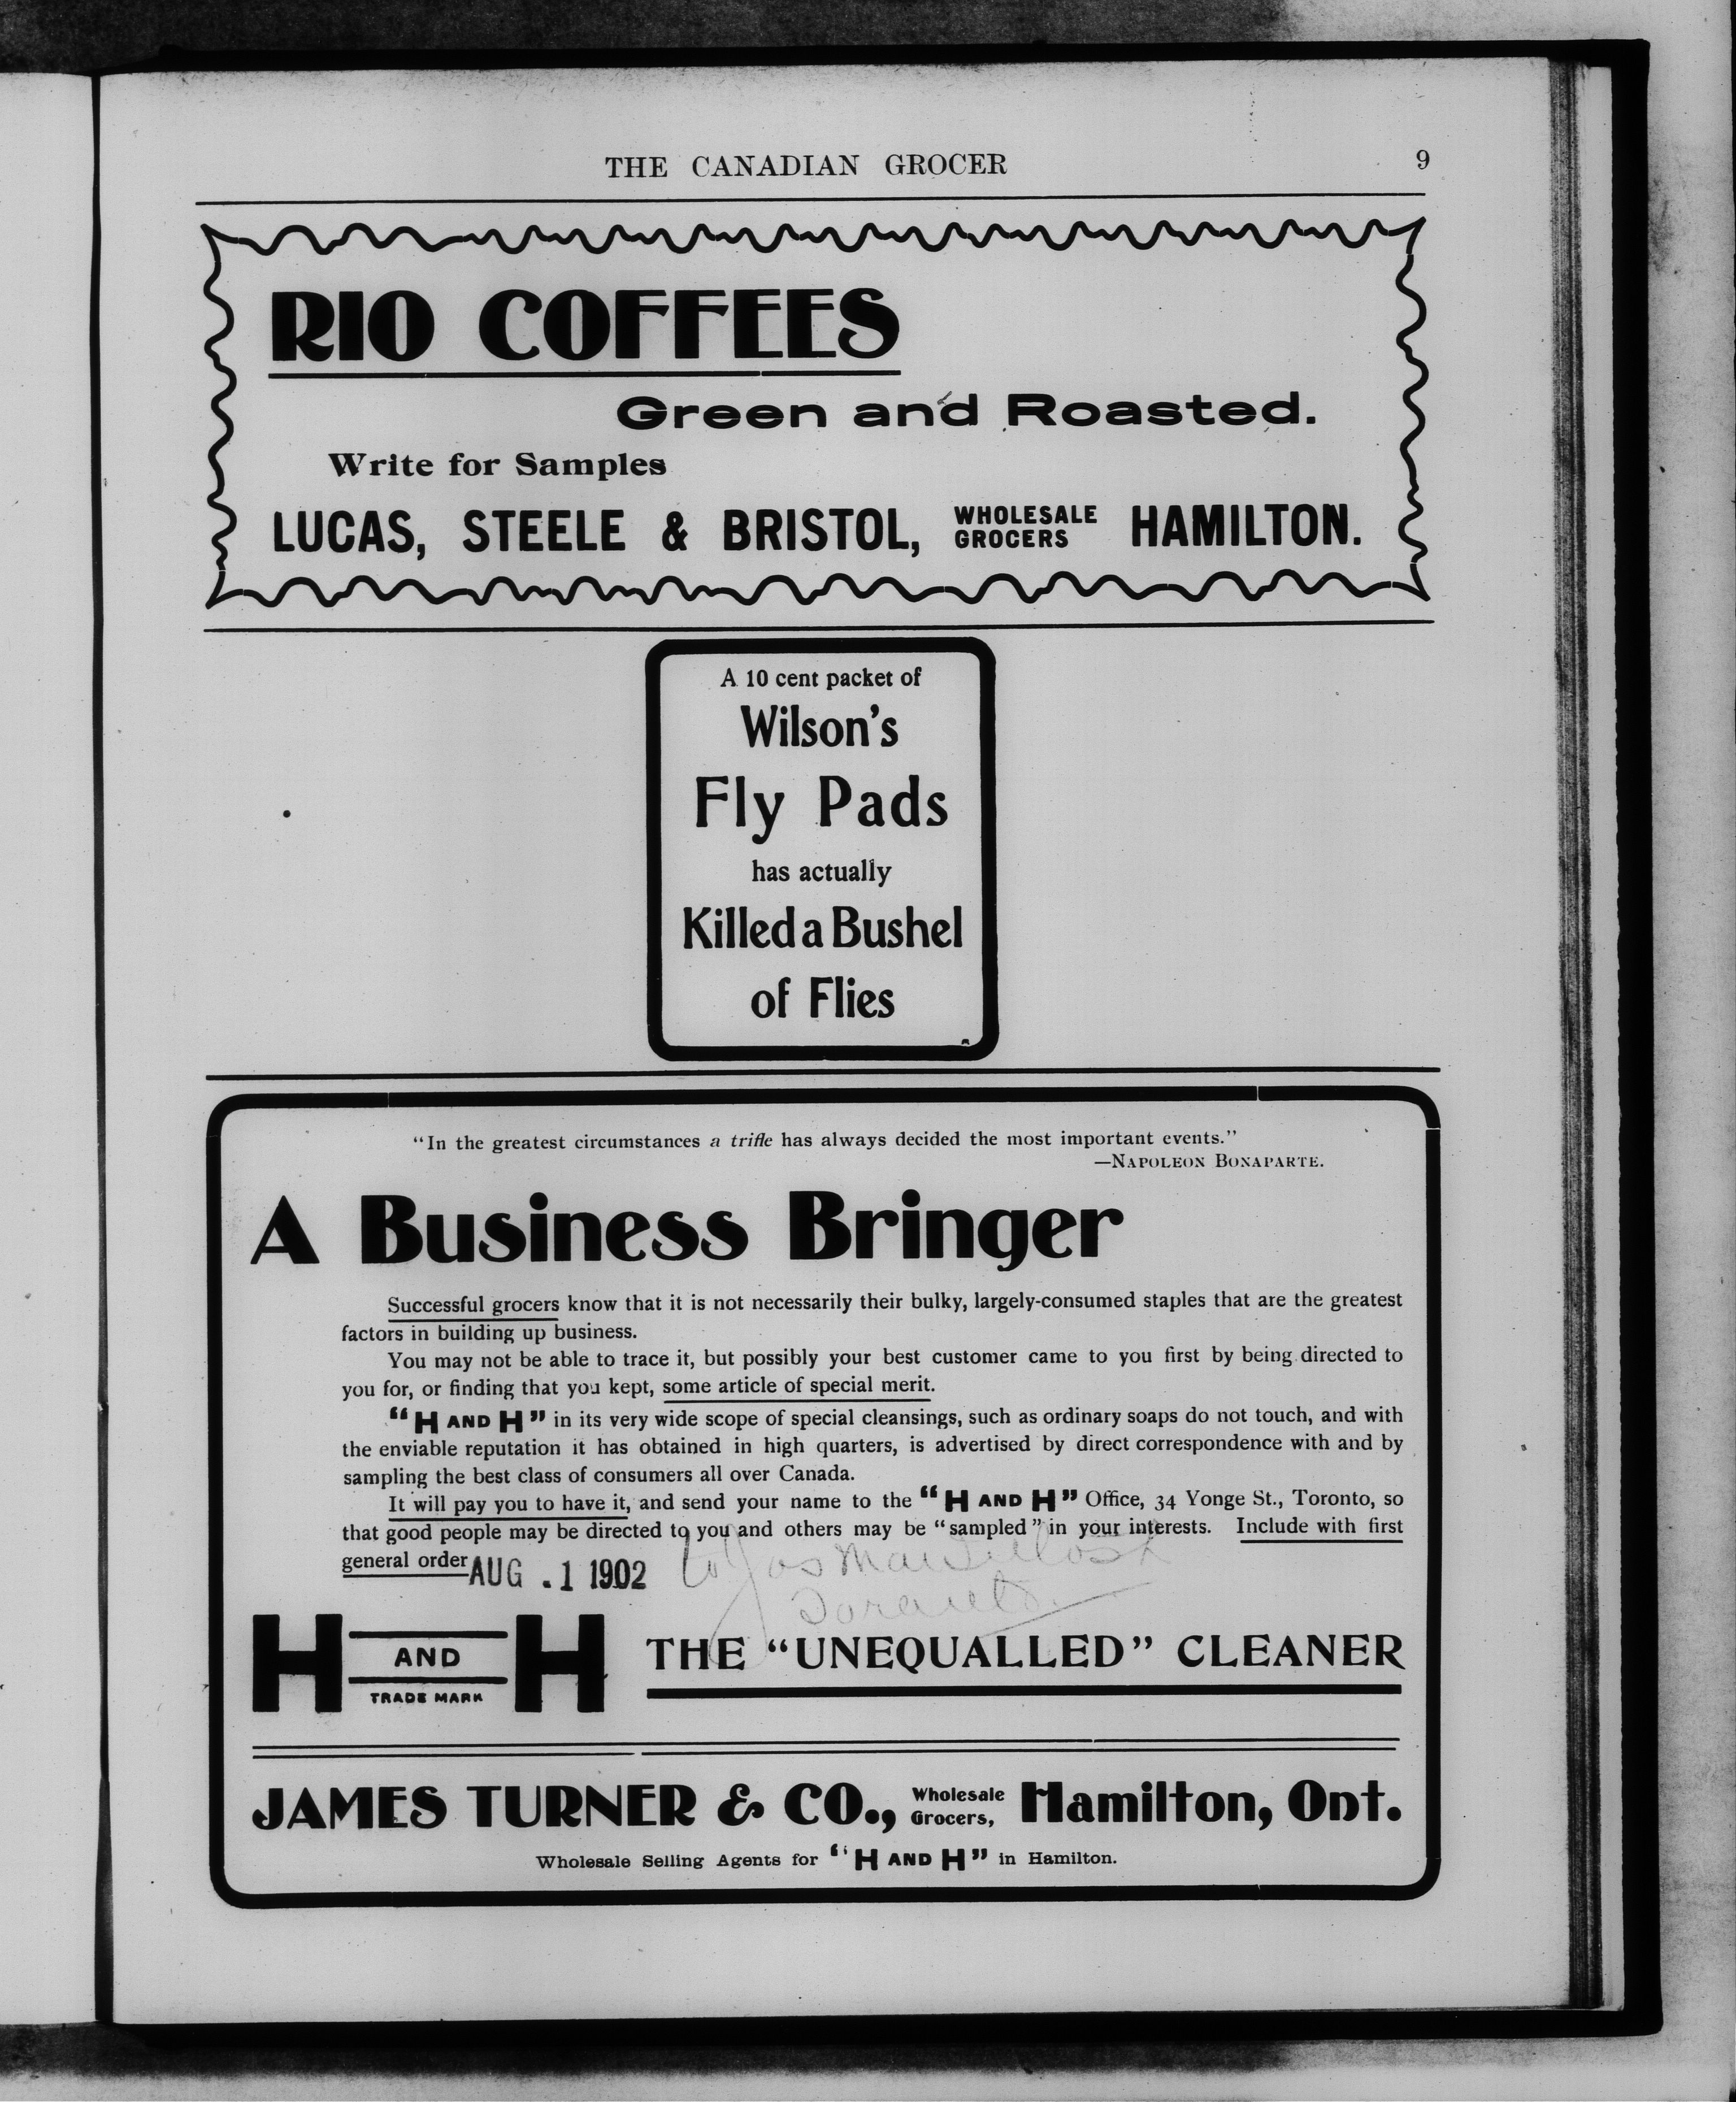 THE CANADIAN GROCER 9
RIO COFFEES
Green and Roasted.
Write for Samples
LUCAS, STEELE & BRISTOL, WHOLESALE GROCERS HAMILTON.
A 10 cent packet of
Wilson's
Fly Pads
has actually
Killed a Bushel
of Flies
“In the greatest circumstances a trifle has always decided the most important events.”
—NAPOLEON BONAPARTE.
A Business Bringer
Successful grocers know that it is not necessarily their bulky, largely-consumed staples that are the greatest
factors in building up business.
You may not be able to trace it, but possibly your best customer came to you first by being directed to
you for, or finding that you kept, some article of special merit.
“H AND H” in its very wide scope of special cleansings, such as ordinary soaps do not touch, and with
the enviable reputation it has obtained in high quarters, is advertised by direct correspondence with and by
sampling the best class of consumers all over Canada.
It will pay you to have it, and send your name to the “H AND H” Office, 34 Yonge St., Toronto, so
that good people may be directed to you and others may be “sampled” in your interests. Include with first
general order
AUG . 1 1902
Toronto
H AND H THE “UNEQUALLED” CLEANER
TRADE MARK
JAMES TURNER & CO., Wholesale Grocers, Hamilton, Ont.
Wholesale Selling Agents for “H AND H” in Hamilton.